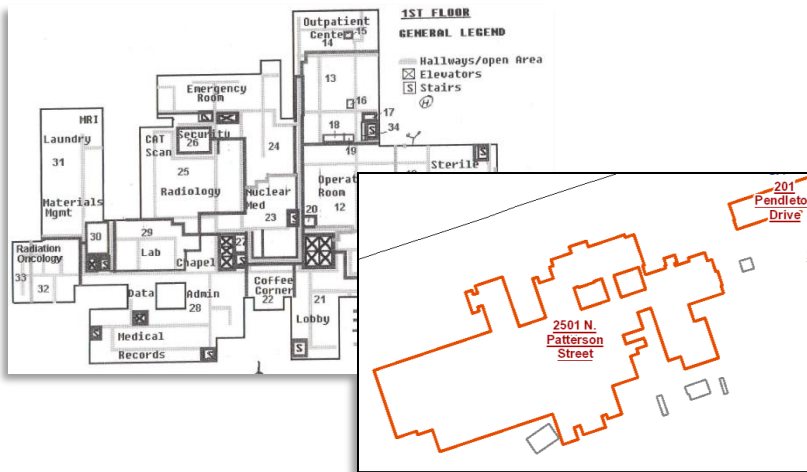 1ST FLOOR
GENERAL LEGEND
Hallways/open Area
Elevators
S Stairs
H
Outpatient
Center
15
14
13
16
17
18
34
19
Emergency
Room
Security
26
24
MRI
Laundry
31
CAT
Scan
25
Radiology
Materials
Mgmt
Nuclear
Med
23
Sterile
S
Room
12
20
30
29
Lab
Chapel
27
S
Radiation
Oncology
33
32
Data
Admin
28
Coffee
Corner
22
21
Lobby
S
Medical
Records
S
S
201
Drive
2501 N.
Patterson
Street